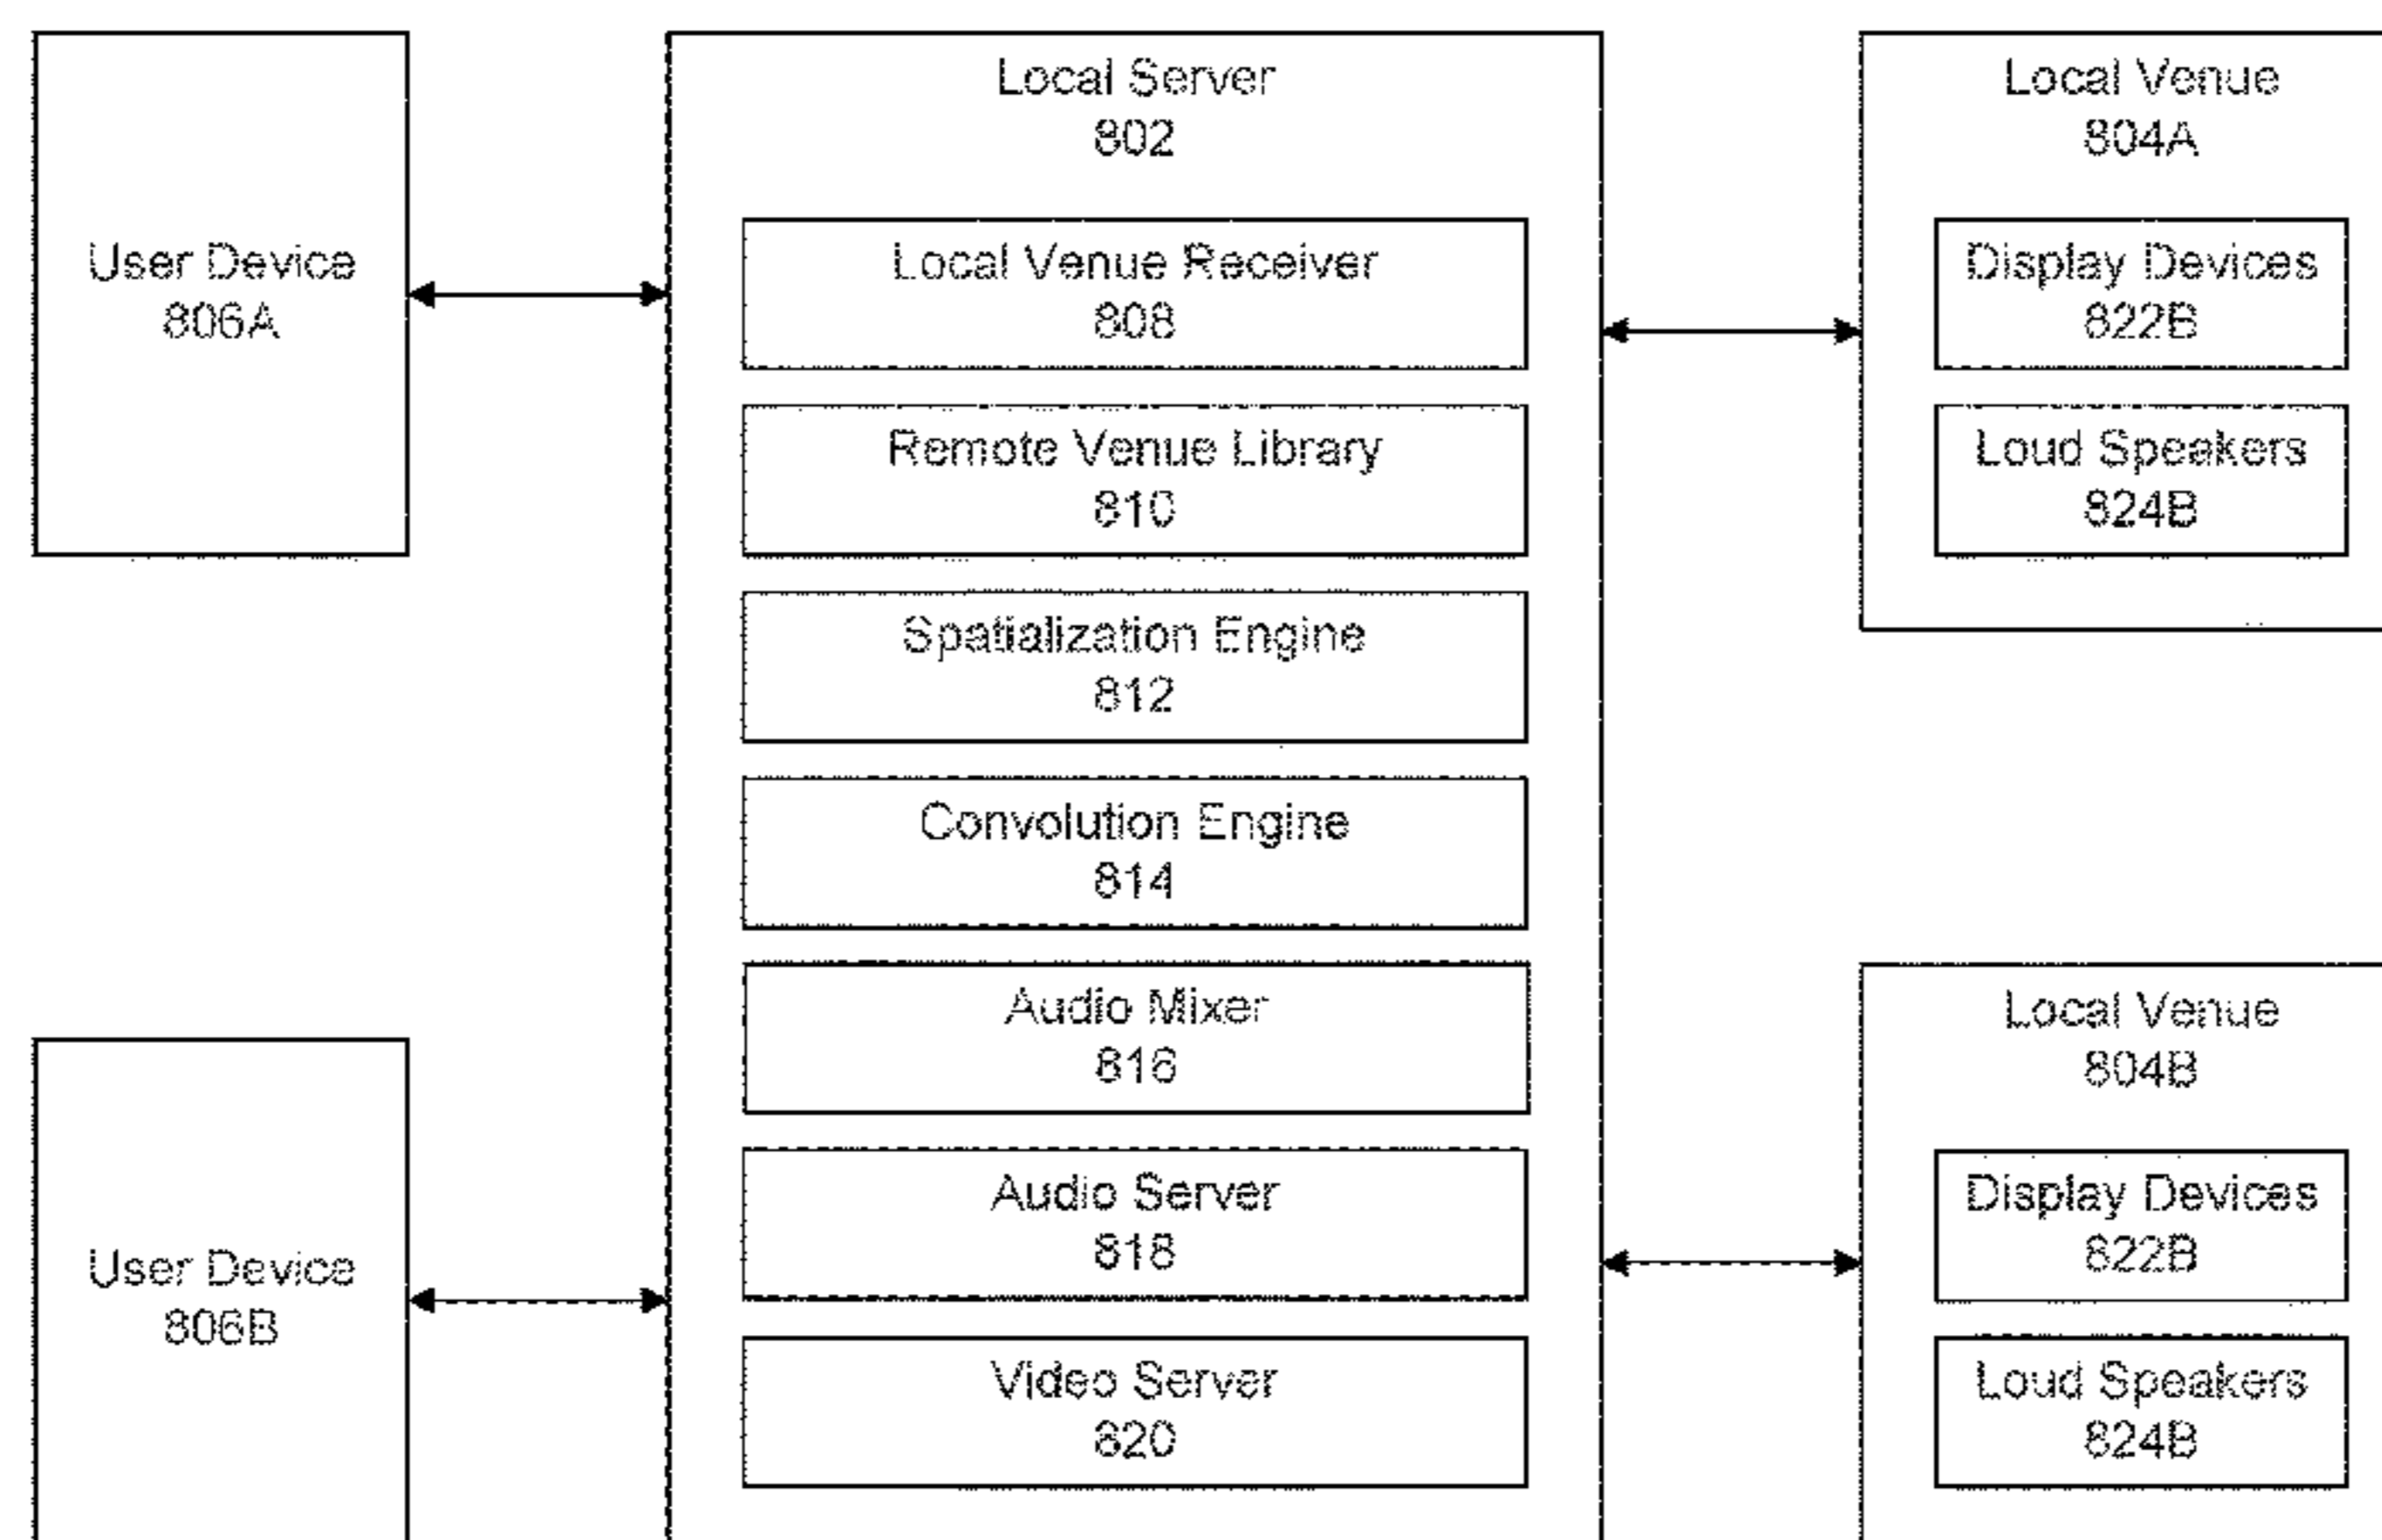 User Device
806A
User Device
806B
Local Server
802
Local Venue Receiver
808
Remote Venue Library
810
Spatialization Engine
812
Convolution Engine
814
Audio Mixer
816
Audio Server
818
Video Server
820
Local Venue
804A
Display Devices
822B
Loud Speakers
824B
Local Venue
804B
Display Devices
822B
Loud Speakers
824B